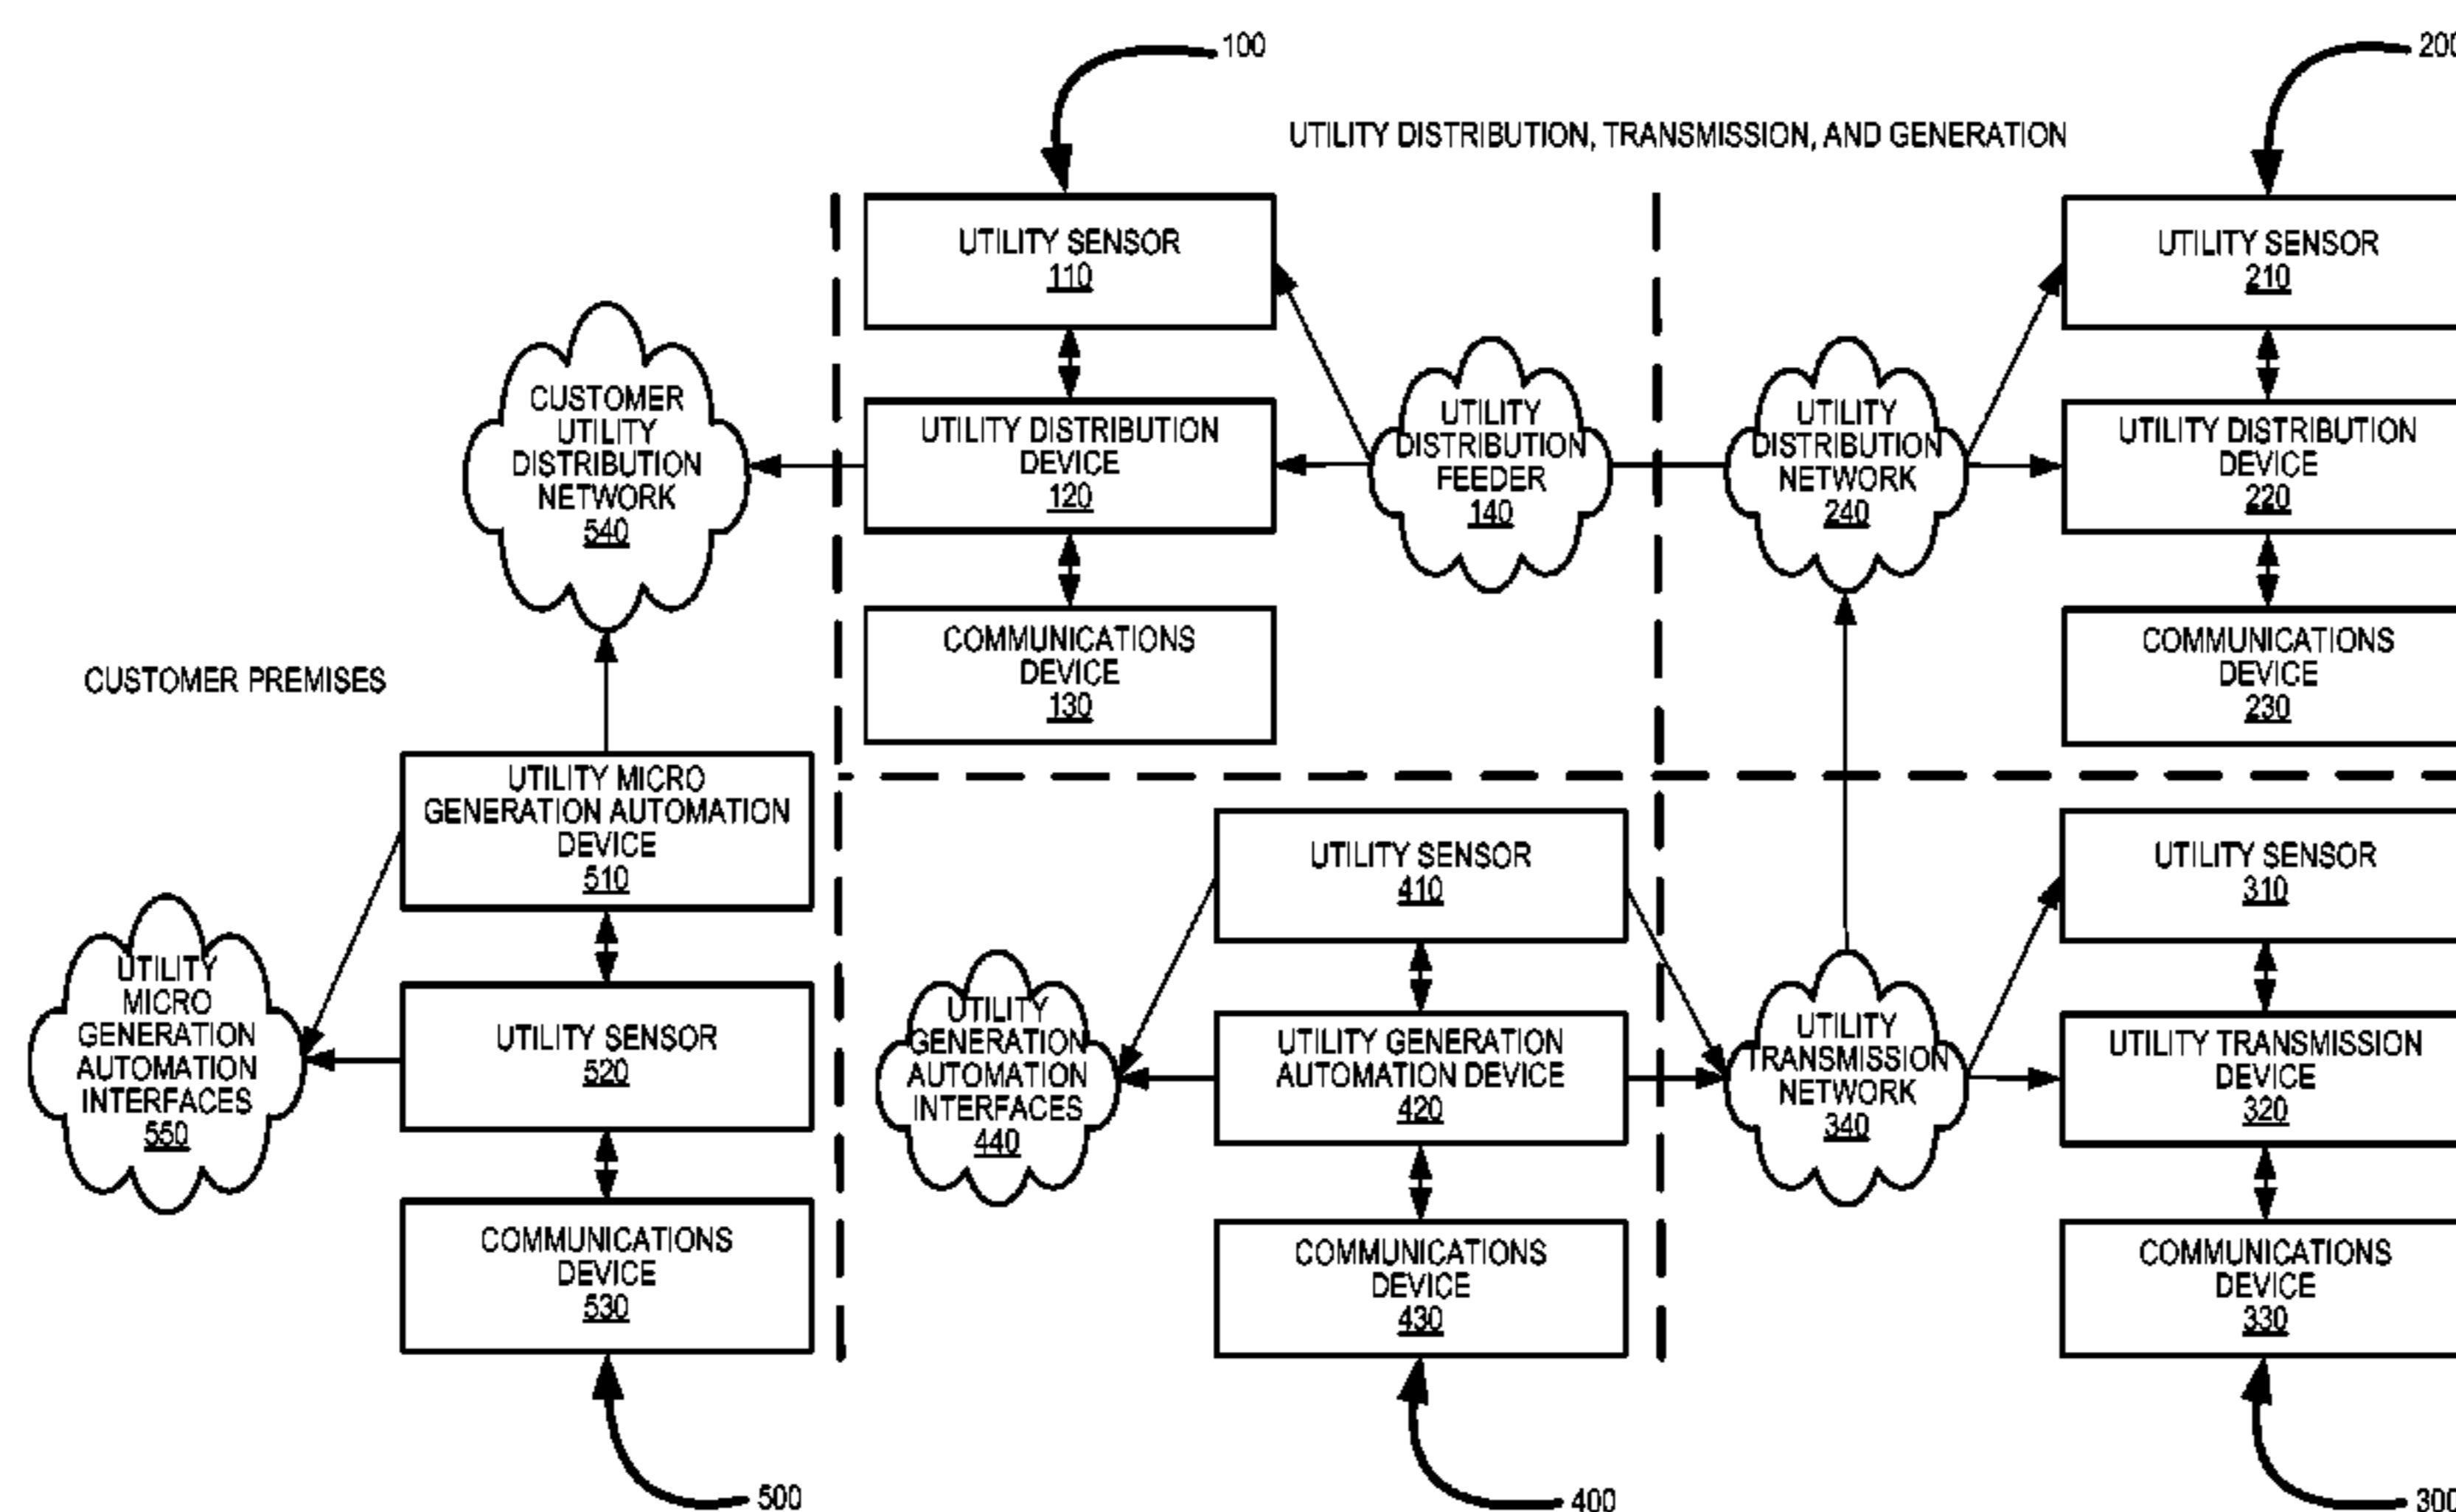 100
200
UTILITY DISTRIBUTION, TRANSMISSION, AND GENERATION
UTILITY SENSOR
110
UTILITY SENSOR
210
CUSTOMER
UTILITY
DISTRIBUTION
NETWORK
540
UTILITY DISTRIBUTION
DEVICE
120
UTILITY
DISTRIBUTION
FEEDER
140
UTILITY
DISTRIBUTION
NETWORK
240
UTILITY DISTRIBUTION
DEVICE
220
COMMUNICATIONS
DEVICE
130
COMMUNICATIONS
DEVICE
230
CUSTOMER PREMISES
UTILITY MICRO
GENERATION AUTOMATION
DEVICE
510
UTILITY SENSOR
410
UTILITY SENSOR
310
UTILITY
MICRO
GENERATION
AUTOMATION
INTERFACES
550
UTILITY SENSOR
520
UTILITY
GENERATION
AUTOMATION
INTERFACES
440
UTILITY GENERATION
AUTOMATION DEVICE
420
UTILITY
TRANSMISSION
NETWORK
340
UTILITY TRANSMISSION
DEVICE
320
COMMUNICATIONS
DEVICE
530
COMMUNICATIONS
DEVICE
430
COMMUNICATIONS
DEVICE
330
500
400
300